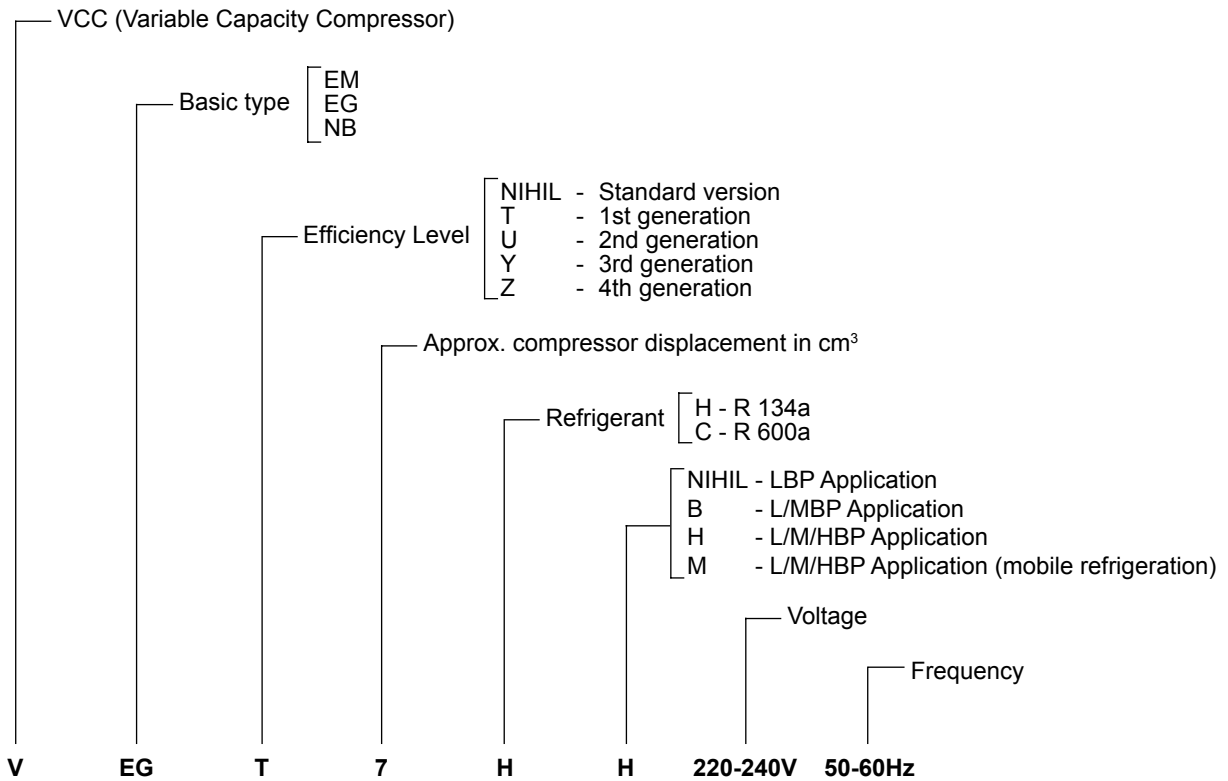 VCC (Variable Capacity Compressor)
Basic type
EM
EG
NB
Efficiency Level
NIHIL - Standard version
T - 1st generation
U - 2nd generation
Y - 3rd generation
Z - 4th generation
Approx. compressor displacement in cm³
Refrigerant
H - R 134a
C - R 600a
NIHIL - LBP Application
B - L/MBP Application
H - L/M/HBP Application
M - L/M/HBP Application (mobile refrigeration)
Voltage
Frequency
V EG T 7 H H 220-240V 50-60Hz